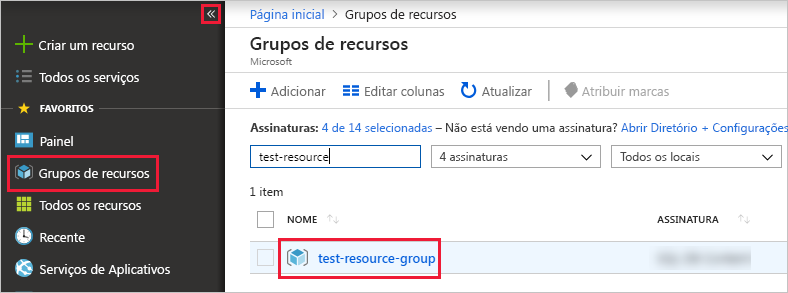 «
Criar um recurso
Todos os serviços
FAVORITOS
Painel
Grupos de recursos
Todos os recursos
Recente
Serviços de Aplicativos
Página inicial > Grupos de recursos
Grupos de recursos
Microsoft
Adicionar Editar colunas Atualizar Atribuir marcas
Assinaturas: 4 de 14 selecionadas – Não está vendo uma assinatura? Abrir Diretório + Configurações
test-resource 4 assinaturas Todos os locais
1 item
NOME ASSINATURA
test-resource-group